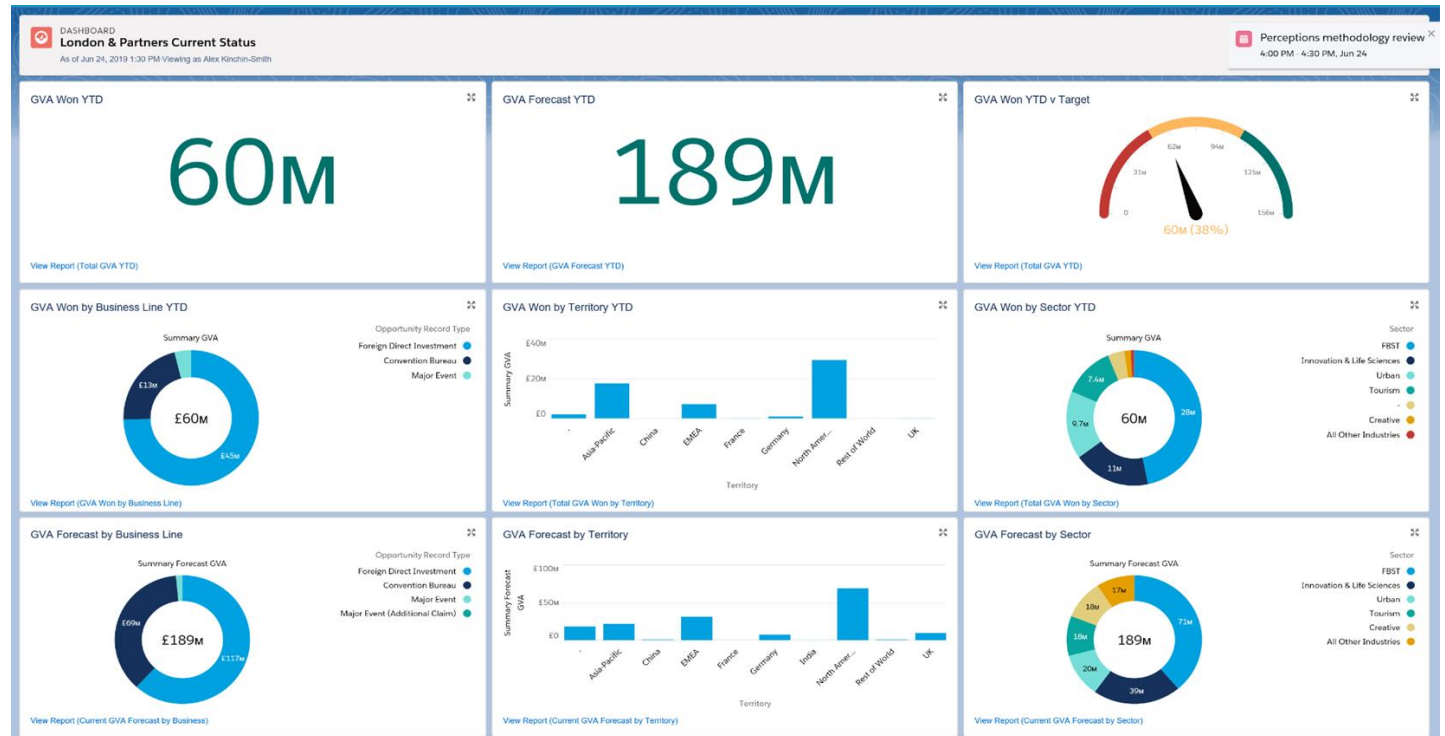 DASHBOARD
London & Partners Current Status
As of Jun 24, 2019 1:30 PM·Viewing as Alex Kinchin-Smith
Perceptions methodology review
4:00 PM - 4:30 PM, Jun 24
GVA Won YTD
60M
View Report (Total GVA YTD)
GVA Forecast YTD
189M
View Report (GVA Forecast YTD)
GVA Won YTD v Target
0
31M
62M
94M
125M
156M
60M (38%)
View Report (Total GVA YTD)
GVA Won by Business Line YTD
Summary GVA
£13M
£60M
£45M
Opportunity Record Type
Foreign Direct Investment
Convention Bureau
Major Event
View Report (GVA Won by Business Line)
GVA Won by Territory YTD
Summary GVA
£40M
£20M
£0
-
Asia-Pacific
China
EMEA
France
Germany
North Amer...
Rest of World
UK
Territory
View Report (Total GVA Won by Territory)
GVA Won by Sector YTD
Summary GVA
7.4M
9.7M
60M
28M
11M
Sector
FBST
Innovation & Life Sciences
Urban
Tourism
-
Creative
All Other Industries
View Report (Total GVA Won by Sector)
GVA Forecast by Business Line
Summary Forecast GVA
£69M
£189M
£117M
Opportunity Record Type
Foreign Direct Investment
Convention Bureau
Major Event
Major Event (Additional Claim)
View Report (Current GVA Forecast by Business)
GVA Forecast by Territory
Summary Forecast
GVA
£100M
£50M
£0
-
Asia-Pacific
China
EMEA
France
Germany
India
North Amer...
Rest of World
UK
Territory
View Report (Current GVA Forecast by Territory)
GVA Forecast by Sector
Summary Forecast GVA
17M
18M
71M
18M
189M
20M
39M
Sector
FBST
Innovation & Life Sciences
Urban
Tourism
Creative
All Other Industries
View Report (Current GVA Forecast by Sector)